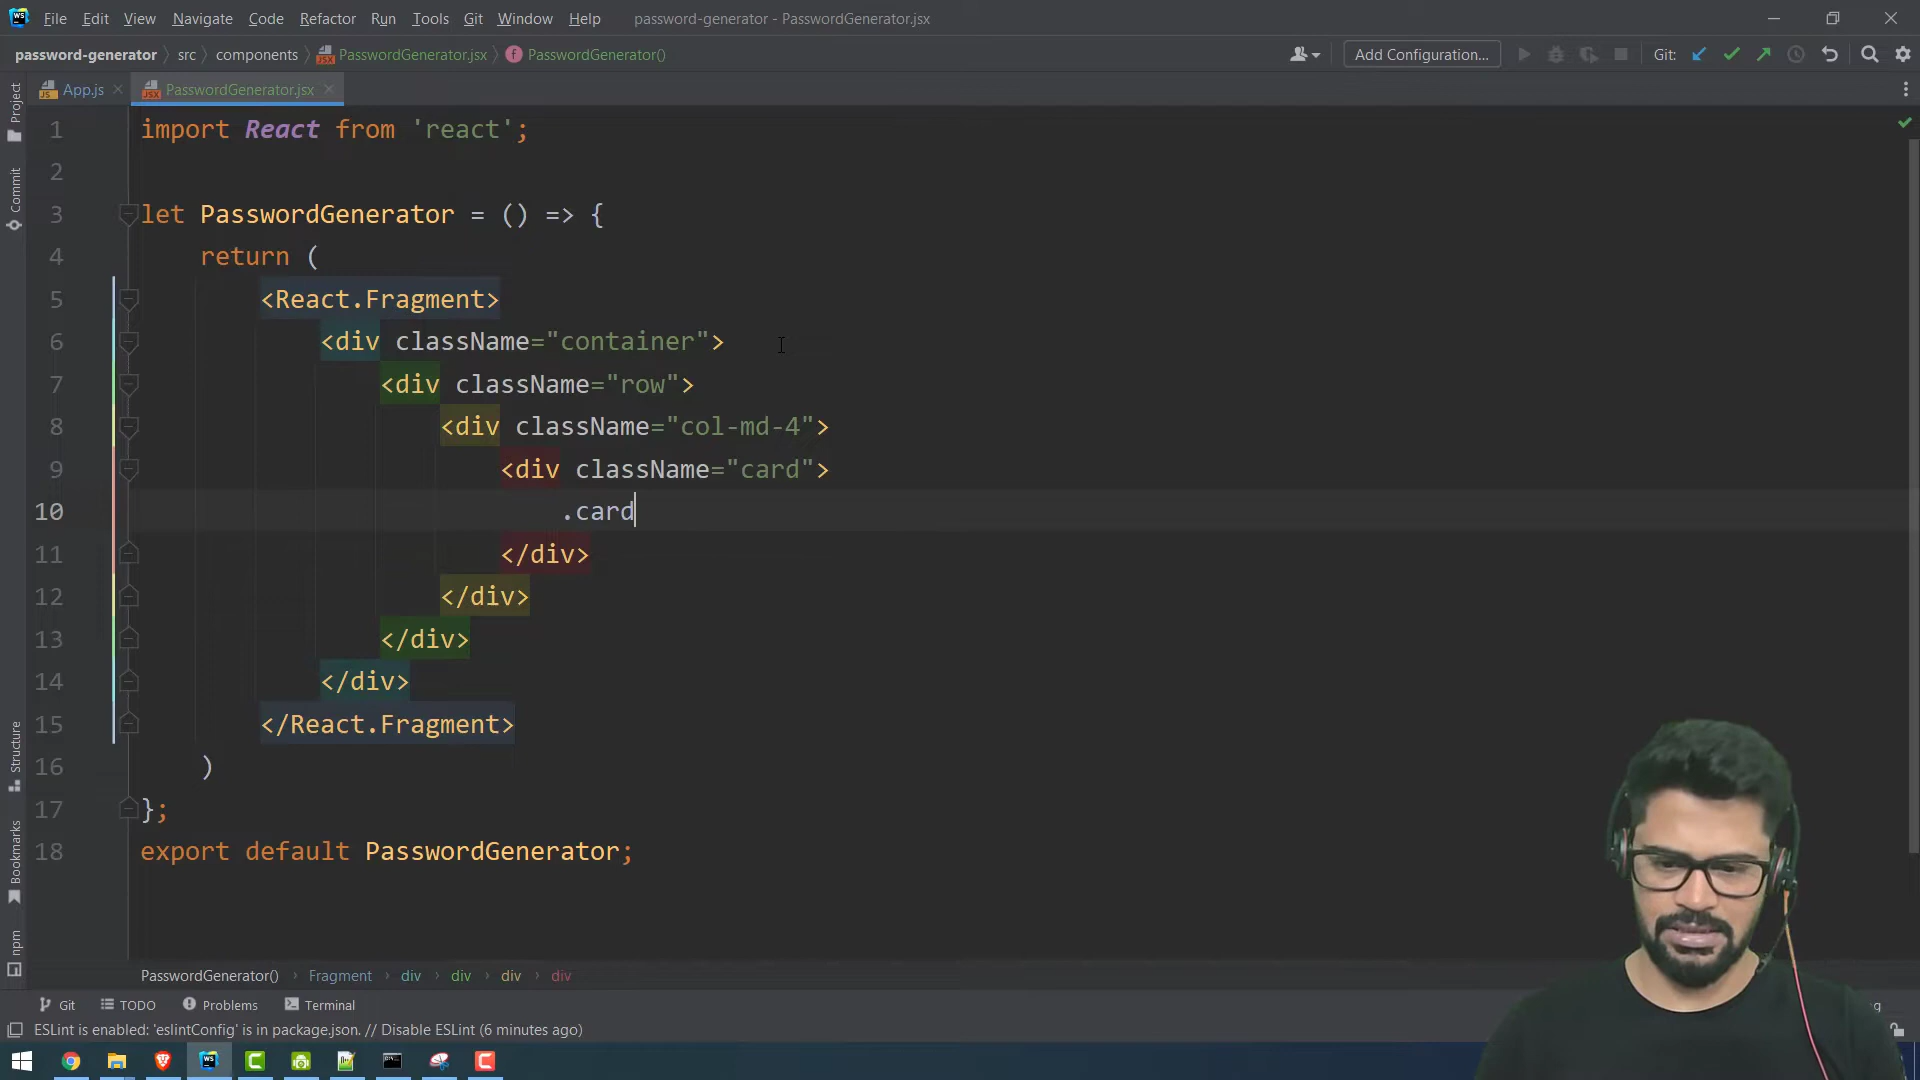 File Edit View Navigate Code Refactor Run Tools Git Window Help password-generator - PasswordGenerator.jsx
password-generator src components PasswordGenerator.jsx PasswordGenerator() Add Configuration... Git:
App.js PasswordGenerator.jsx
Project
Commit
Structure
Bookmarks
npm
1 import React from 'react';
2
3 let PasswordGenerator = () => {
4 return (
5 <React.Fragment>
6 <div className="container">
7 <div className="row">
8 <div className="col-md-4">
9 <div className="card">
10 .card
11 </div>
12 </div>
13 </div>
14 </div>
15 </React.Fragment>
16 )
17 };
18 export default PasswordGenerator;
PasswordGenerator() Fragment div div div div
Git TODO Problems Terminal
ESLint is enabled: 'eslintConfig' is in package.json. // Disable ESLint (6 minutes ago)